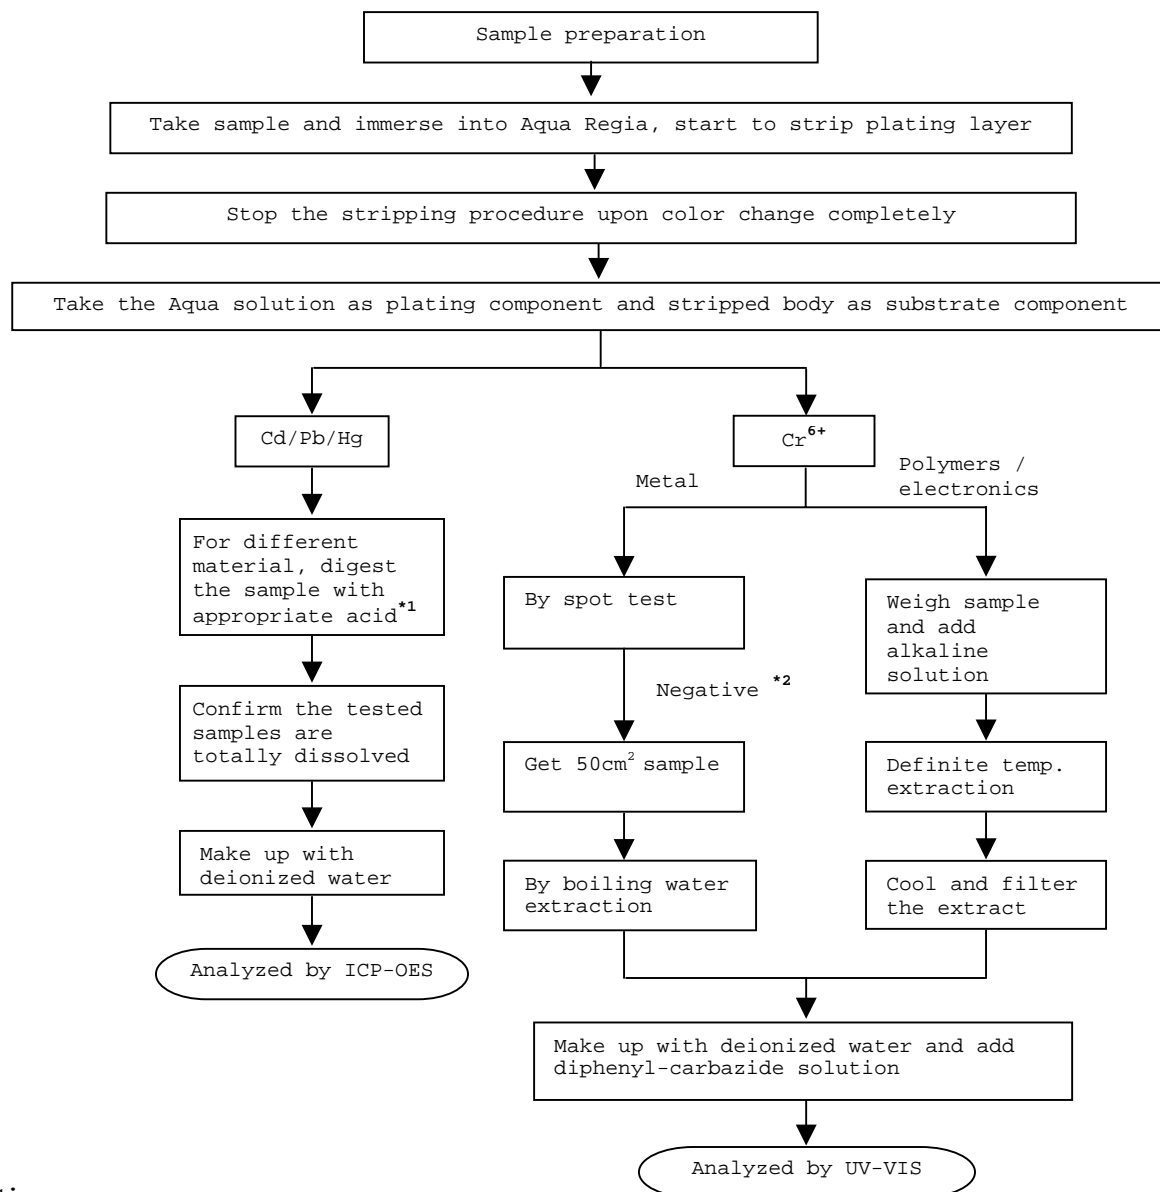 Sample preparation
Take sample and immerse into Aqua Regia, start to strip plating layer
Stop the stripping procedure upon color change completely
Take the Aqua solution as plating component and stripped body as substrate component
Cd/Pb/Hg
For different
material, digest
the sample with
appropriate acid*1
Confirm the tested
samples are
totally dissolved
Make up with
deionized water
Analyzed by ICP-OES
Cr6+
Metal
Polymers /
electronics
By spot test
Negative *2
Get 50cm2 sample
By boiling water
extraction
Weigh sample
and add
alkaline
solution
Definite temp.
extraction
Cool and filter
the extract
Make up with deionized water and add
diphenyl-carbazide solution
Analyzed by UV-VIS